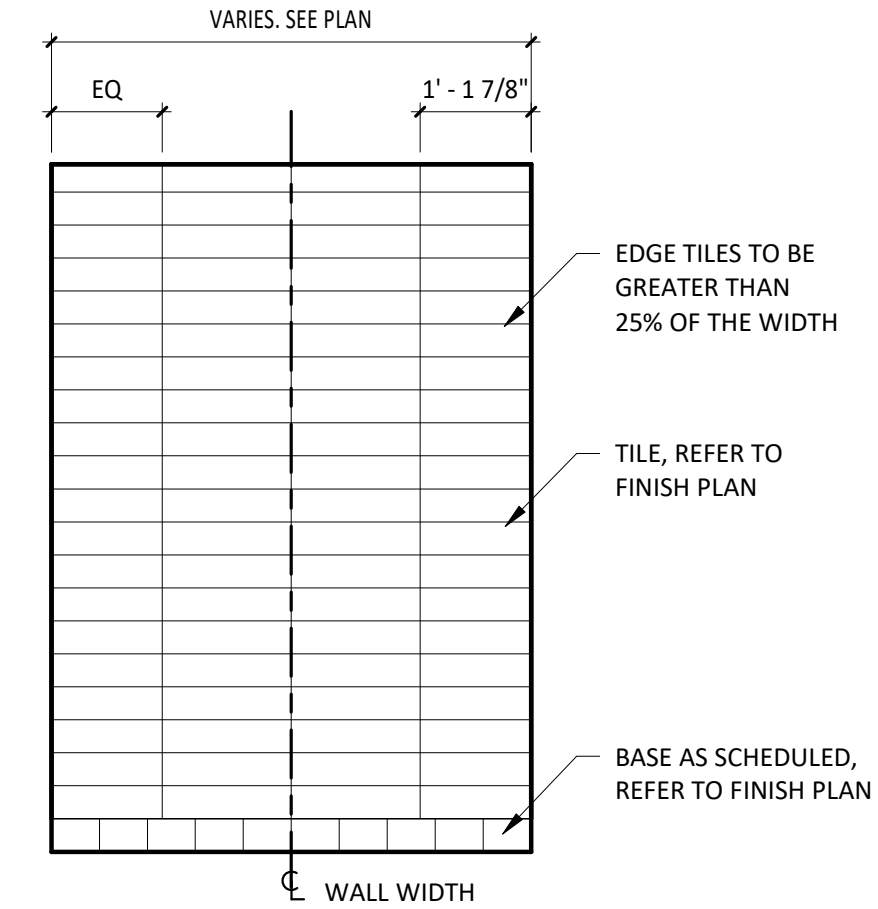 VARIES. SEE PLAN
EQ
1' - 1 7/8"
EDGE TILES TO BE
GREATER THAN
25% OF THE WIDTH
TILE, REFER TO
FINISH PLAN
BASE AS SCHEDULED,
REFER TO FINISH PLAN
℄ WALL WIDTH